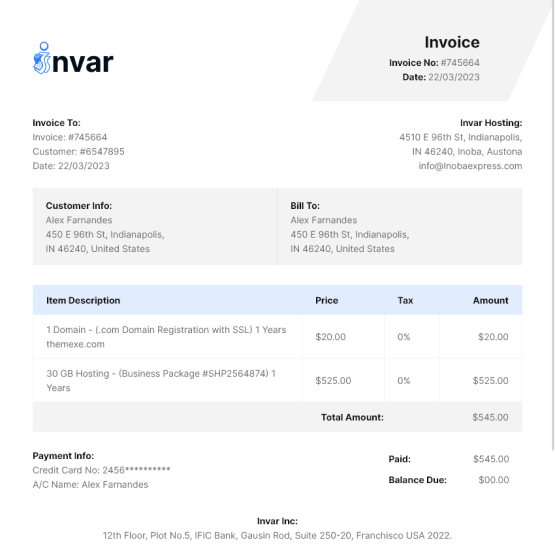 invar
Invoice
Invoice No: #745664
Date: 22/03/2023
Invoice To:
Invoice: #745664
Customer: #6547895
Date: 22/03/2023
Invar Hosting:
4510 E 96th St, Indianapolis,
IN 46240, Inoba, Austona
info@Inobaexpress.com
Customer Info:
Alex Farnandes
450 E 96th St, Indianapolis,
IN 46240, United States
Bill To:
Alex Farnandes
450 E 96th St, Indianapolis,
IN 46240, United States
Item Description Price Tax Amount
1 Domain - (.com Domain Registration with SSL) 1 Years
themexe.com
$20.00 0% $20.00
30 GB Hosting - (Business Package #SHP2564874) 1
Years
$525.00 0% $525.00
Total Amount: $545.00
Payment Info:
Credit Card No: 2456**********
A/C Name: Alex Farnandes
Paid: $545.00
Balance Due: $00.00
Invar Inc:
12th Floor, Plot No.5, IFIC Bank, Gausin Rod, Suite 250-20, Franchisco USA 2022.